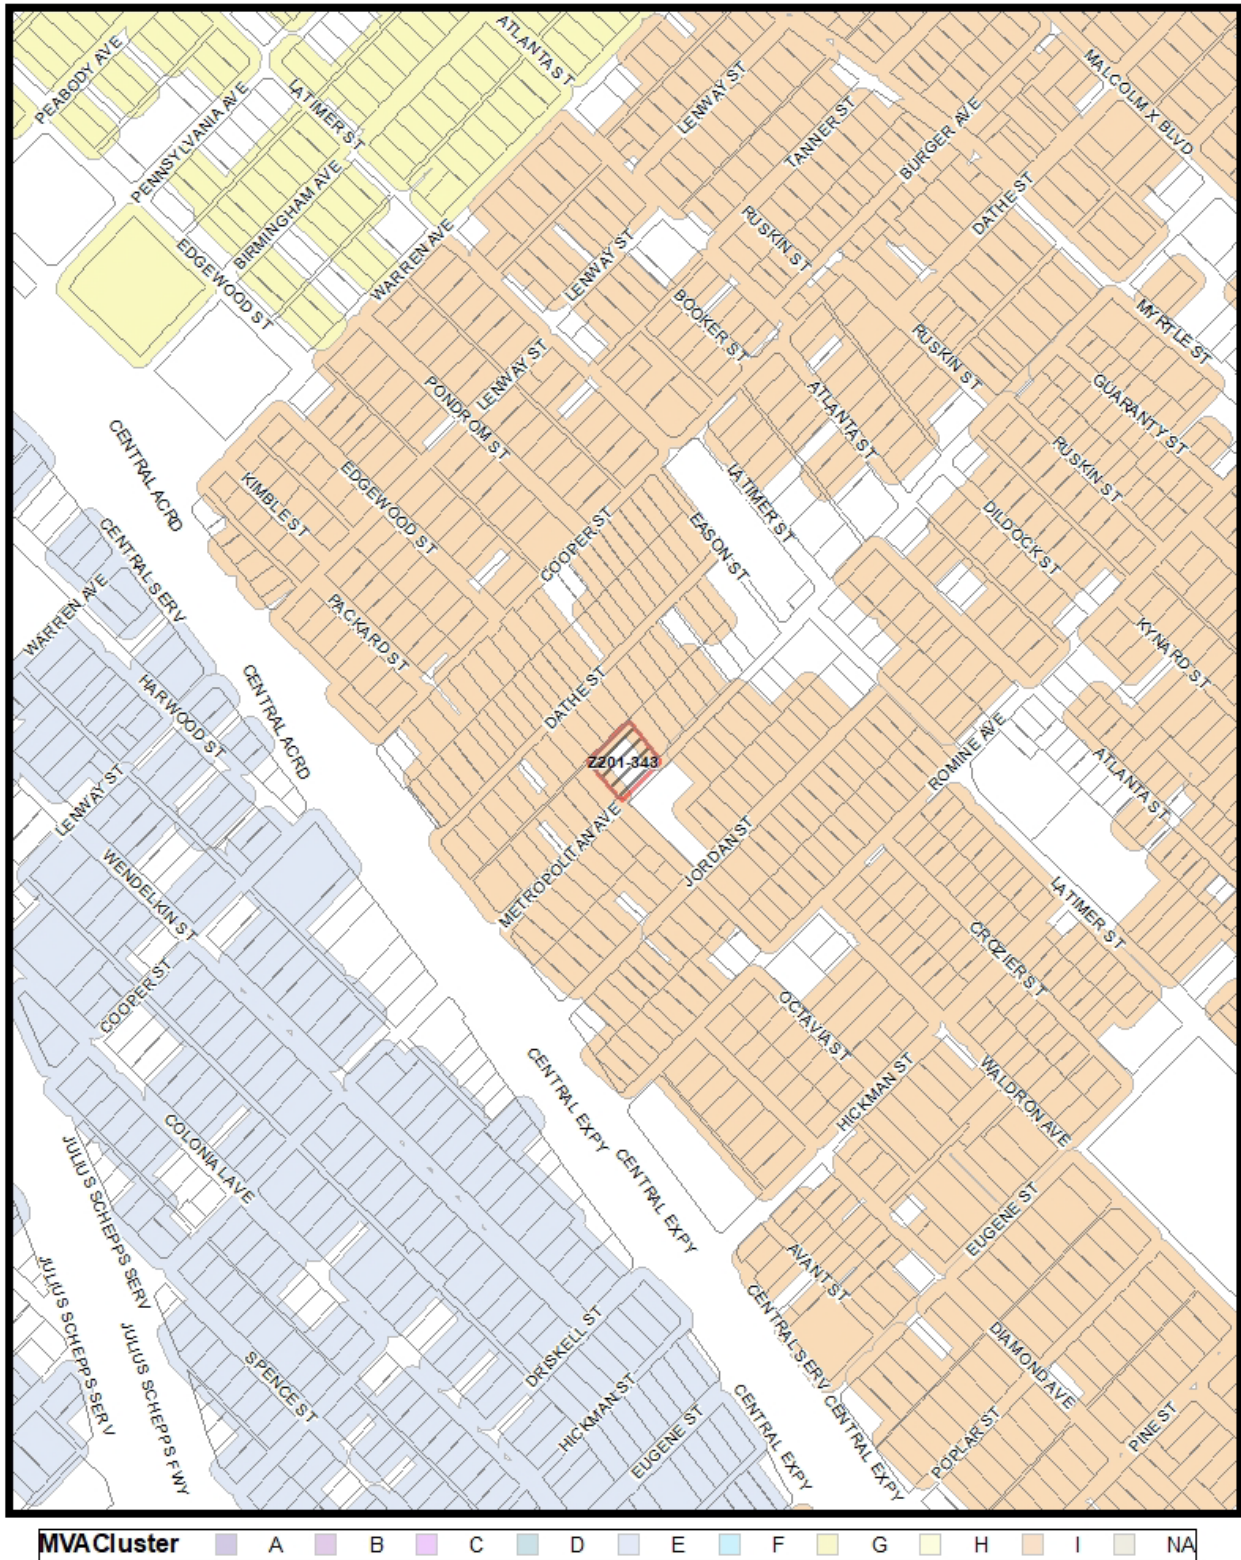 ATLANTA ST
PEABODY AVE
LATIMER ST
PENNSYLVANIA AVE
BIRMINGHAM AVE
EDGEWOOD ST
WARREN AVE
LENWAY ST
TANNER ST
BURGER AVE
MALCOLM X BLVD
DATHE ST
RUSKIN ST
LENWAY ST
BOOKER ST
MYRTLE ST
RUSKIN ST
GUARANTY ST
LENWAY ST
PONDROM ST
ATLANTA ST
RUSKIN ST
CENTRAL ACRD
KIMBLE ST
EDGEWOOD ST
LATIMER ST
DILDOCK ST
COOPER ST
EASON ST
CENTRAL SERV
WARREN AVE
PACKARD ST
KYNARD ST
HARWOOD ST
CENTRAL ACRD
DATHE ST
Z201-343
ROMINE AVE
ATLANTA ST
LENWAY ST
METROPOLITAN AVE
JORDAN ST
WENDELKIN ST
LATIMER ST
CROZIER ST
COOPER ST
OCTAVIA ST
HICKMAN ST
WALDRON AVE
CENTRAL EXPY
COLONIAL AVE
CENTRAL EXPY
JULIUS SCHEPPS SERV
EUGENE ST
AVANT ST
JULIUS SCHEPPS SERV
JULIUS SCHEPPS FWY
CENTRAL SERV
DRISKELL ST
DIAMOND AVE
SPENCE ST
HICKMAN ST
EUGENE ST
CENTRAL EXPY
CENTRAL EXPY
POPLAR ST
PINE ST
MVACluster A B C D E F G H I NA